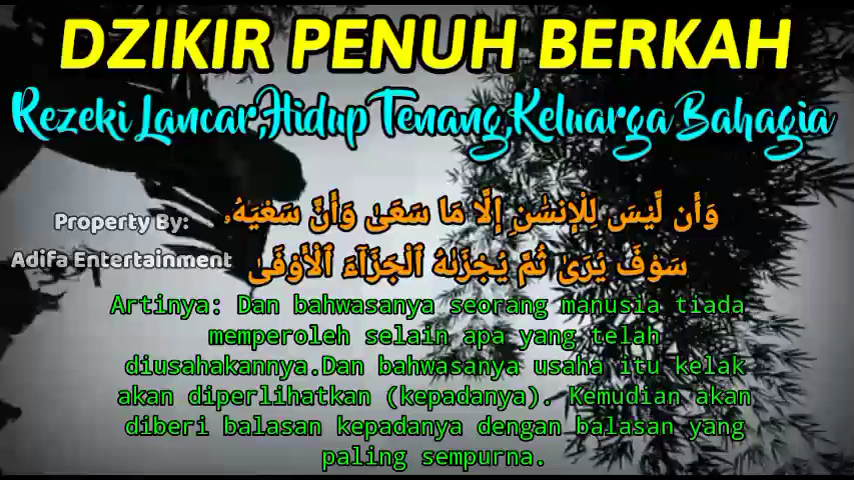 DZIKIR PENUH BERKAH
Rezeki Lancar,Hidup Tenang,Keluarga Bahagia
Property By:
Adifa Entertainment
وَأَن لَّيْسَ لِلْإِنسَٰنِ إِلَّا مَا سَعَىٰ وَأَنَّ سَعْيَهُۥ
سَوْفَ يُرَىٰ ثُمَّ يُجْزَىٰهُ ٱلْجَزَآءَ ٱلْأَوْفَىٰ
Artinya: Dan bahwasanya seorang manusia tiada
memperoleh selain apa yang telah
diusahakannya.Dan bahwasanya usaha itu kelak
akan diperlihatkan (kepadanya). Kemudian akan
diberi balasan kepadanya dengan balasan yang
paling sempurna.